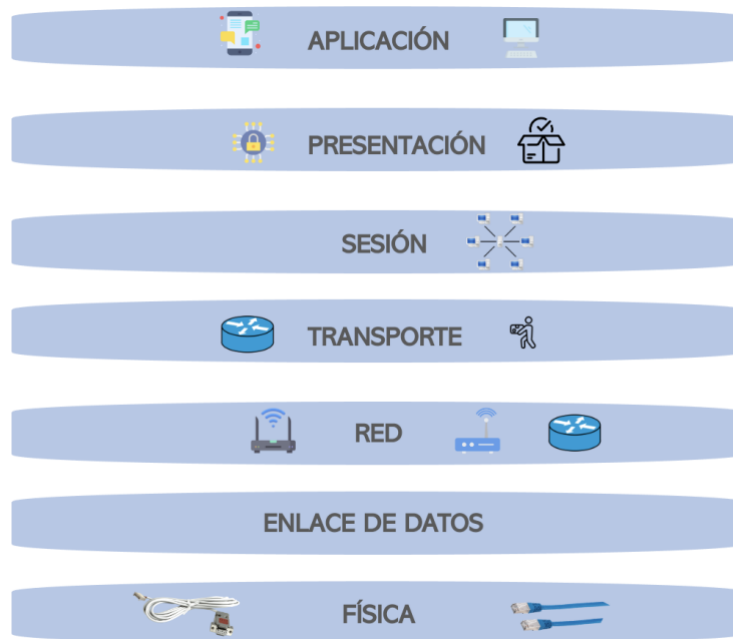 APLICACIÓN
PRESENTACIÓN
SESIÓN
TRANSPORTE
RED
ENLACE DE DATOS
FÍSICA